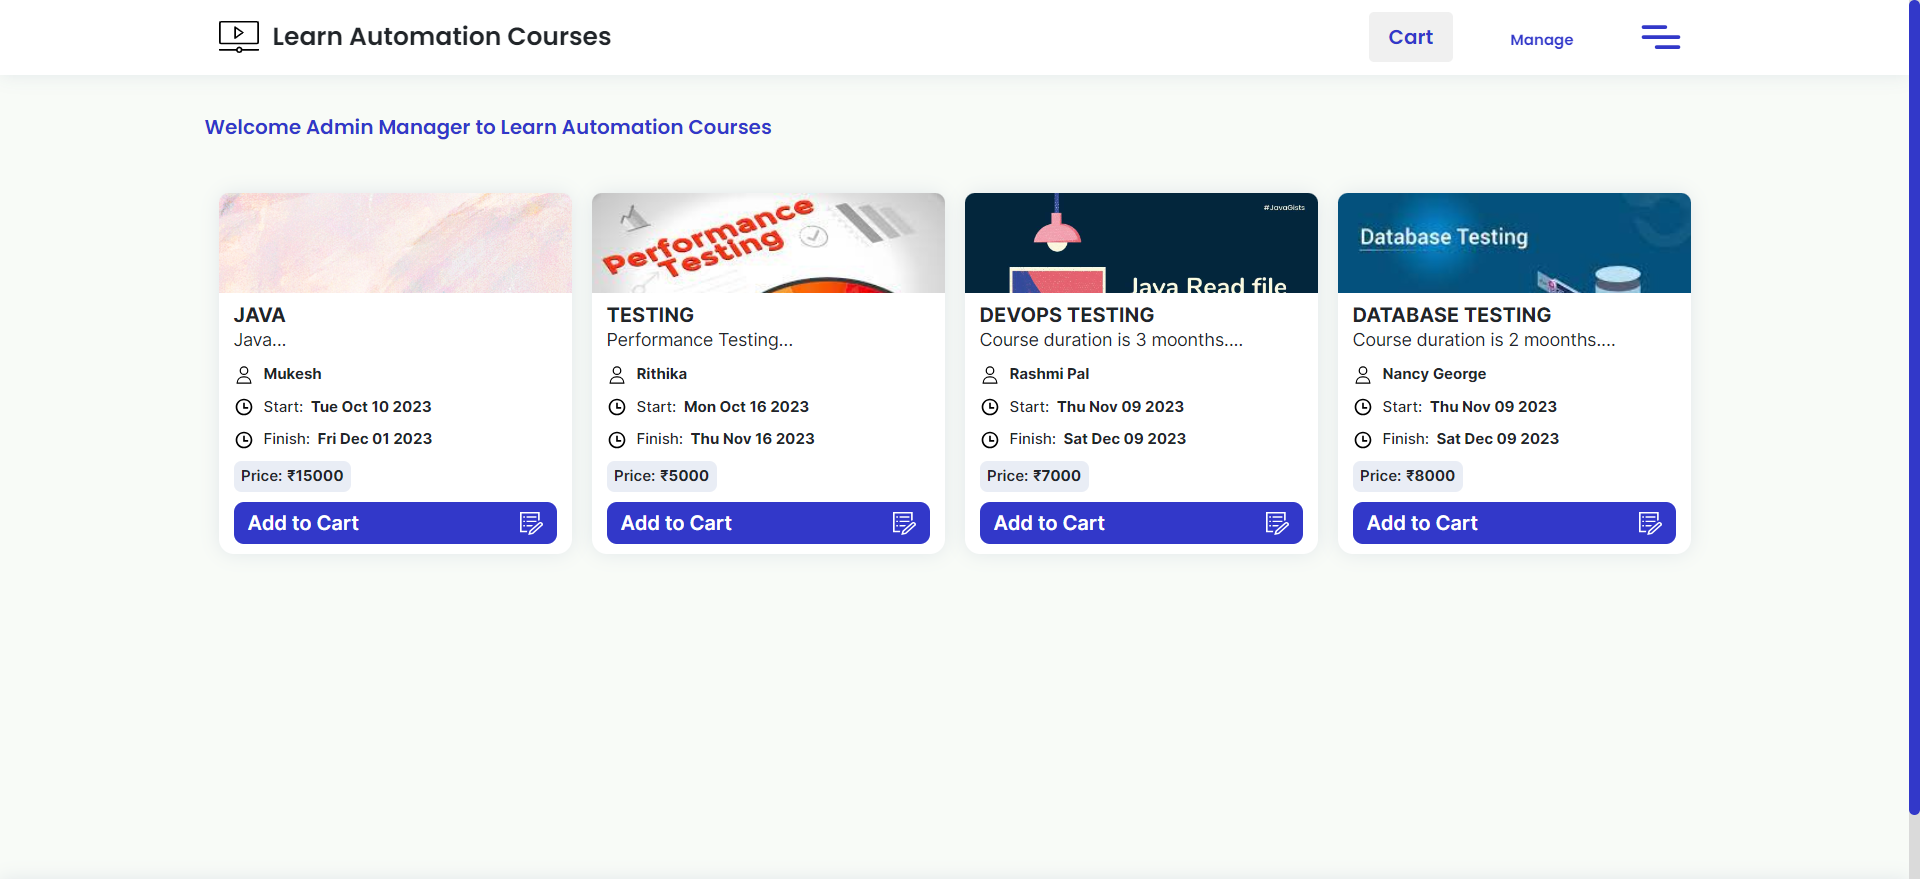 Learn Automation Courses
Cart
Manage
Welcome Admin Manager to Learn Automation Courses
Performance
Testing
JAVA
Java...
Mukesh
Start: Tue Oct 10 2023
Finish: Fri Dec 01 2023
Price: ₹15000
Add to Cart
TESTING
Performance Testing...
Rithika
Start: Mon Oct 16 2023
Finish: Thu Nov 16 2023
Price: ₹5000
Add to Cart
#JavaGists
Java Read file
DEVOPS TESTING
Course duration is 3 moonths....
Rashmi Pal
Start: Thu Nov 09 2023
Finish: Sat Dec 09 2023
Price: ₹7000
Add to Cart
Database Testing
DATABASE TESTING
Course duration is 2 moonths....
Nancy George
Start: Thu Nov 09 2023
Finish: Sat Dec 09 2023
Price: ₹8000
Add to Cart